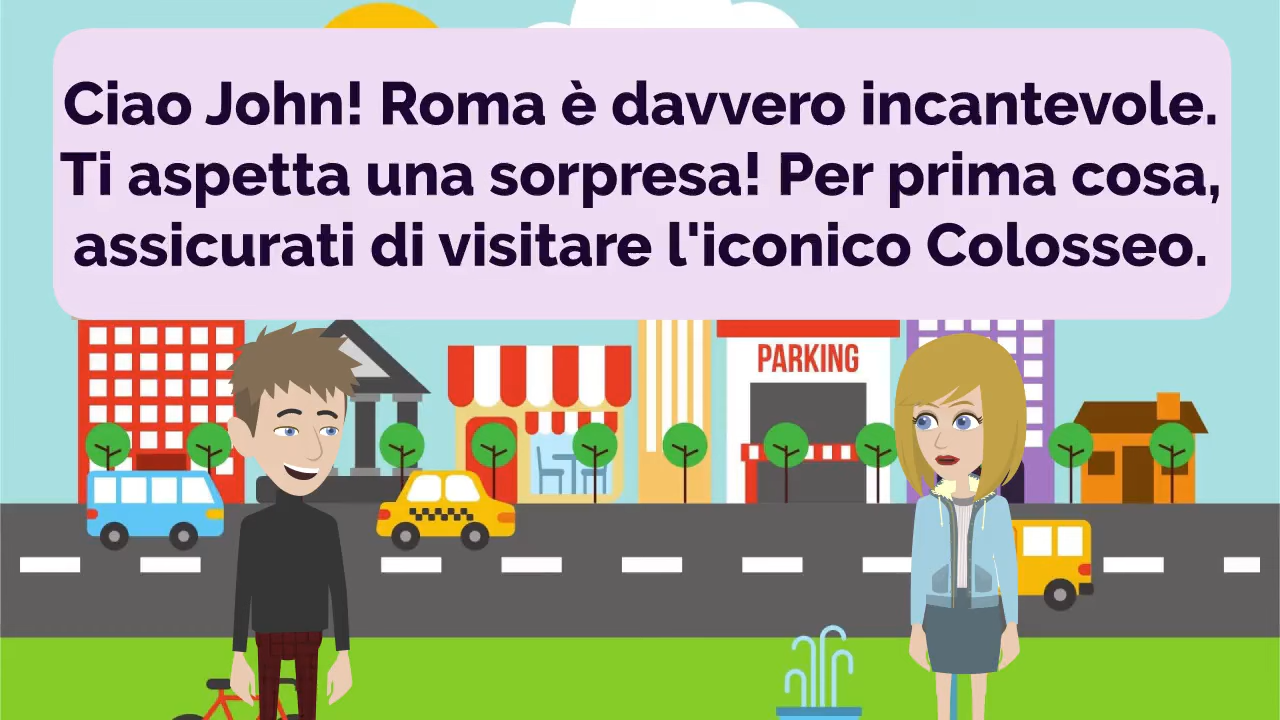 Ciao John! Roma è davvero incantevole.
Ti aspetta una sorpresa! Per prima cosa,
assicurati di visitare l'iconico Colosseo.
PARKING